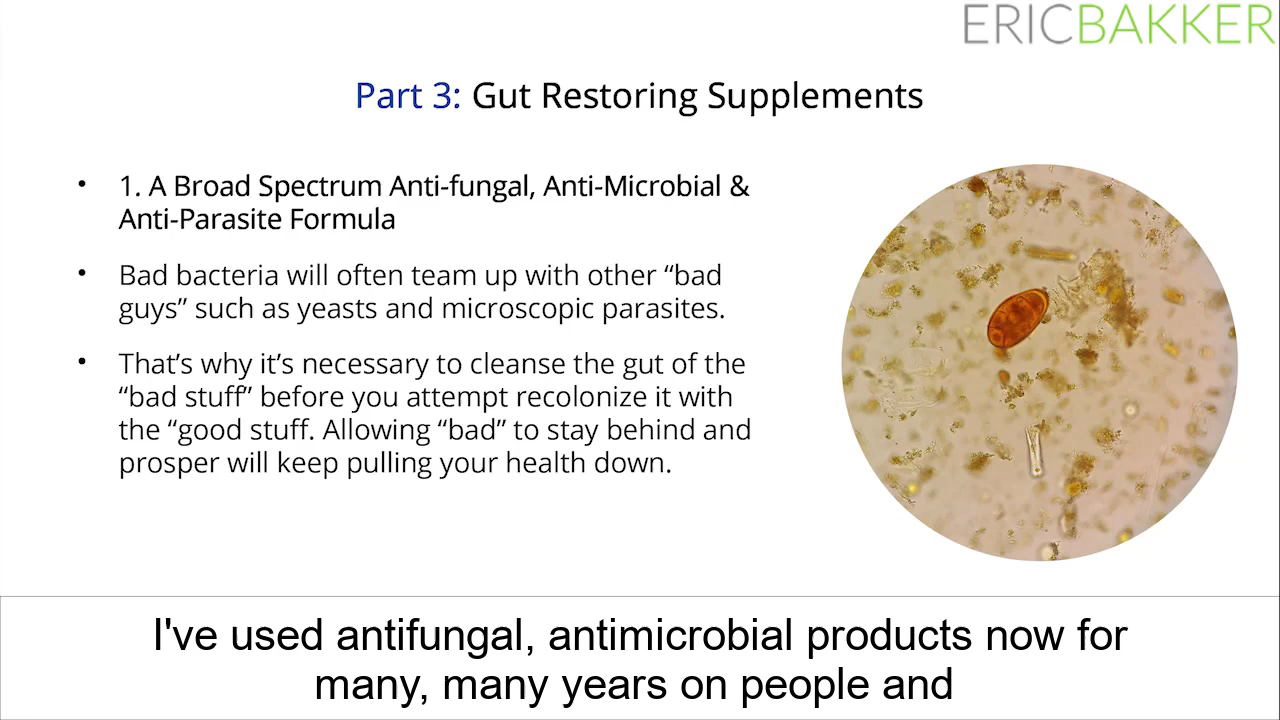 ERICBAKKER
Part 3: Gut Restoring Supplements
• 1. A Broad Spectrum Anti-fungal, Anti-Microbial &
Anti-Parasite Formula
• Bad bacteria will often team up with other “bad
guys” such as yeasts and microscopic parasites.
• That’s why it’s necessary to cleanse the gut of the
“bad stuff” before you attempt recolonize it with
the “good stuff. Allowing “bad” to stay behind and
prosper will keep pulling your health down.
I've used antifungal, antimicrobial products now for
many, many years on people and